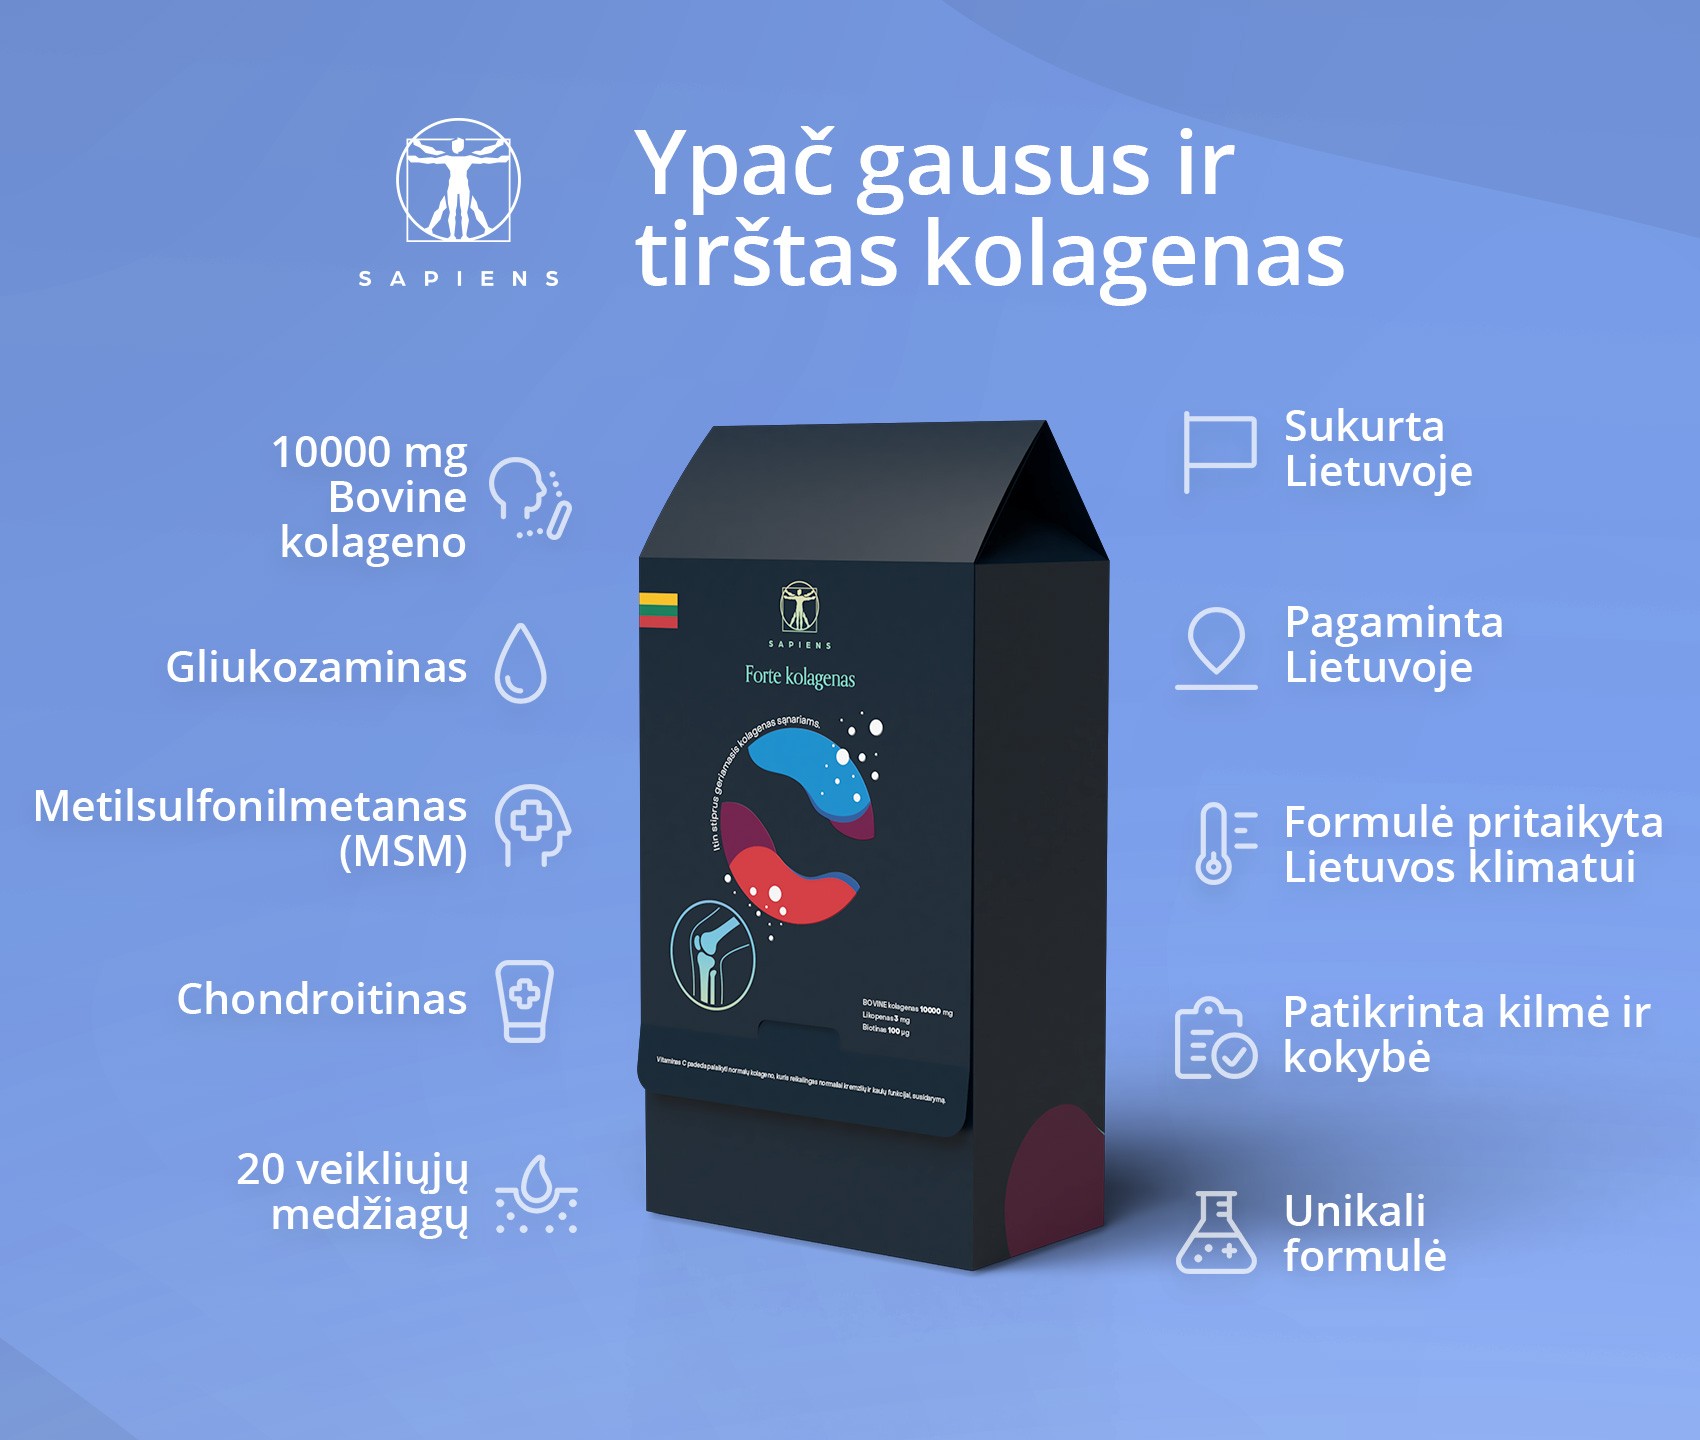 SAPIENS
Ypač gausus ir
tirštas kolagenas
10000 mg
Bovine
kolageno
Gliukozaminas
Metilsulfonilmetanas
(MSM)
Chondroitinas
20 veikliųjų
medžiagų
SAPIENS
Forte kolagenas
Itin stiprus geriamasis kolagenas sąnariams.
BOVINE kolagenas 10000 mg
Likopenas 3 mg
Biotinas 100 µg
Vitaminas C padeda palaikyti normalų kolageno, kuris reikalingas normaliai kremzlių ir kaulų funkcijai, susidarymą.
Sukurta
Lietuvoje
Pagaminta
Lietuvoje
Formulė pritaikyta
Lietuvos klimatui
Patikrinta kilmė ir
kokybė
Unikali
formulė